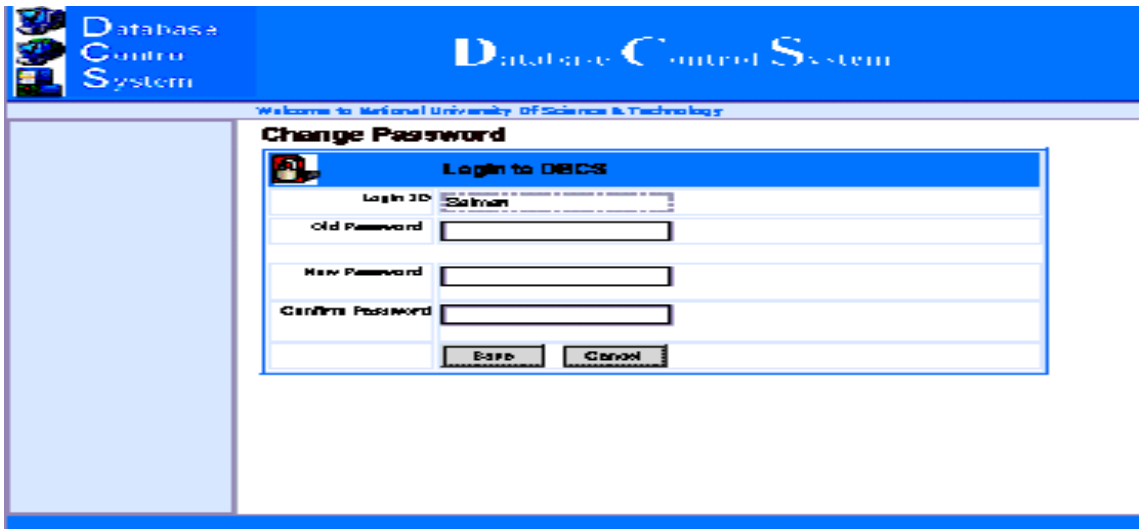 Database
Control
System
Database Control System
Welcome to National University Of Science & Technology
Change Password
Login to DBCS
Login ID
Salman
Old Password
New Password
Confirm Password
Save
Cancel